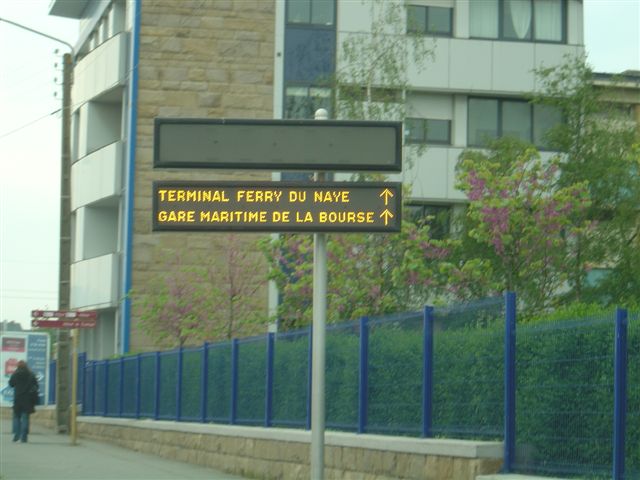 TERMINAL FERRY DU NAYE ↑
GARE MARITIME DE LA BOURSE ↑